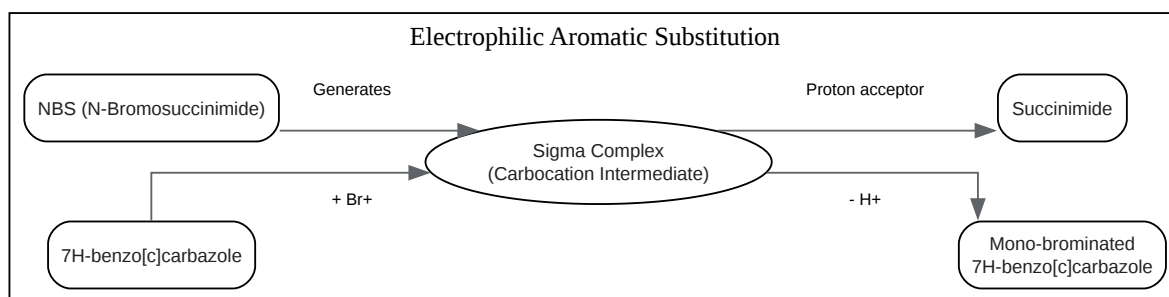 Electrophilic Aromatic Substitution
NBS (N-Bromosuccinimide)
Generates
Proton acceptor
Succinimide
Sigma Complex
(Carbocation Intermediate)
+ Br+
- H+
7H-benzo[c]carbazole
Mono-brominated
7H-benzo[c]carbazole